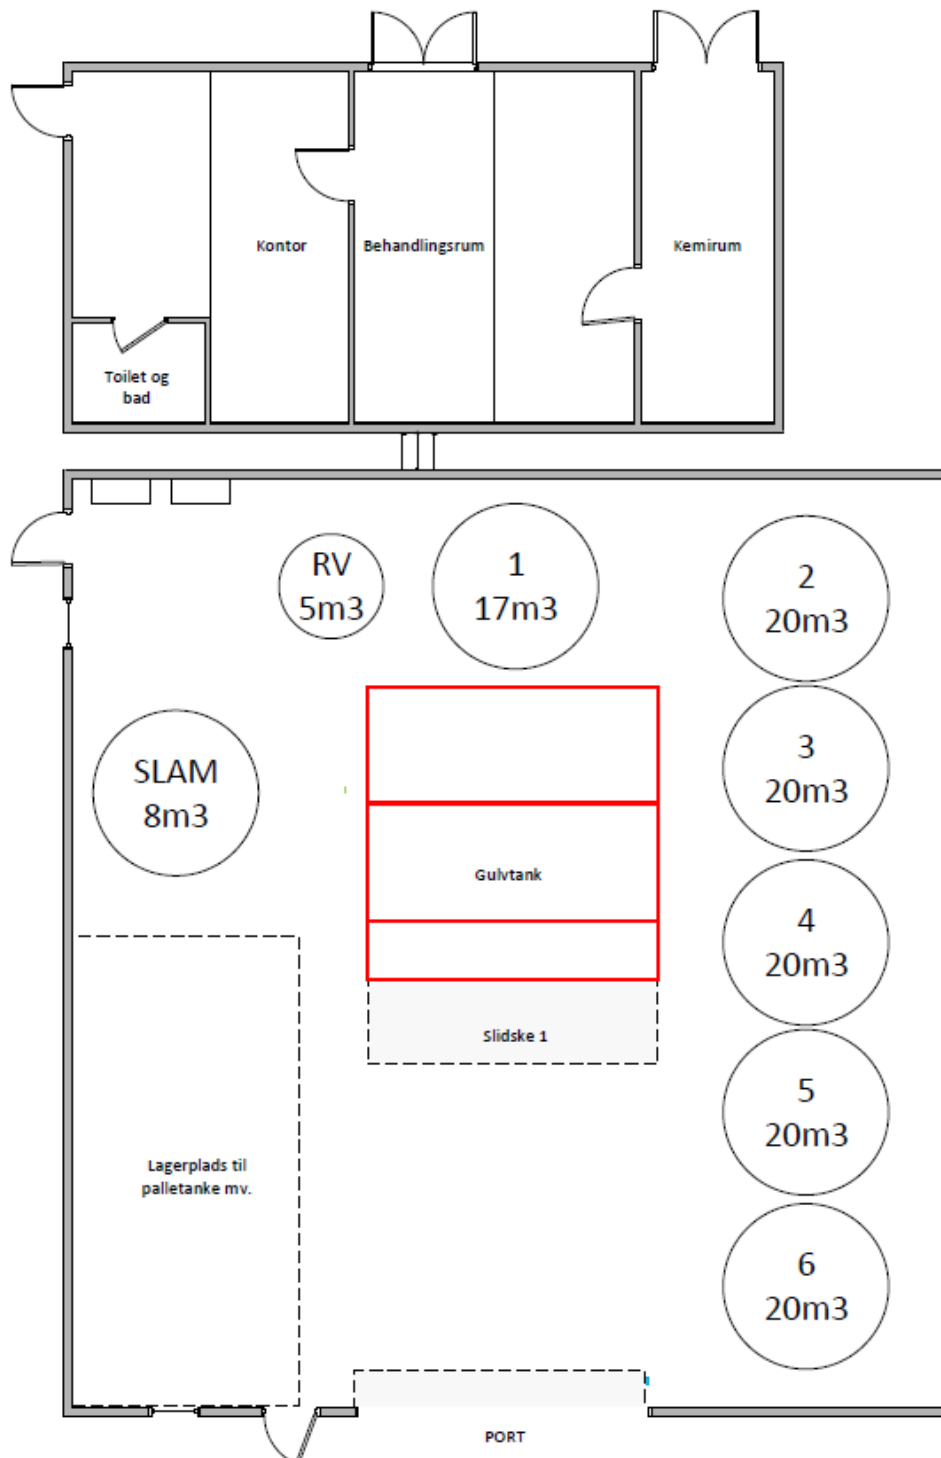 Kontor
Behandlingsrum
Kemirum
Toilet og
bad
RV
5m3
1
17m3
2
20m3
3
20m3
SLAM
8m3
Gulvtank
4
20m3
Slidske 1
5
20m3
Lagerplads til
palletanke mv.
6
20m3
PORT